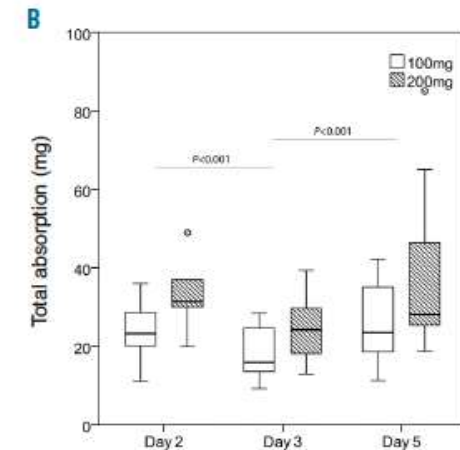 B
100
80
60
40
20
0
Total absorption (mg)
100mg
200mg
P<0.001
P<0.001
Day 2
Day 3
Day 5